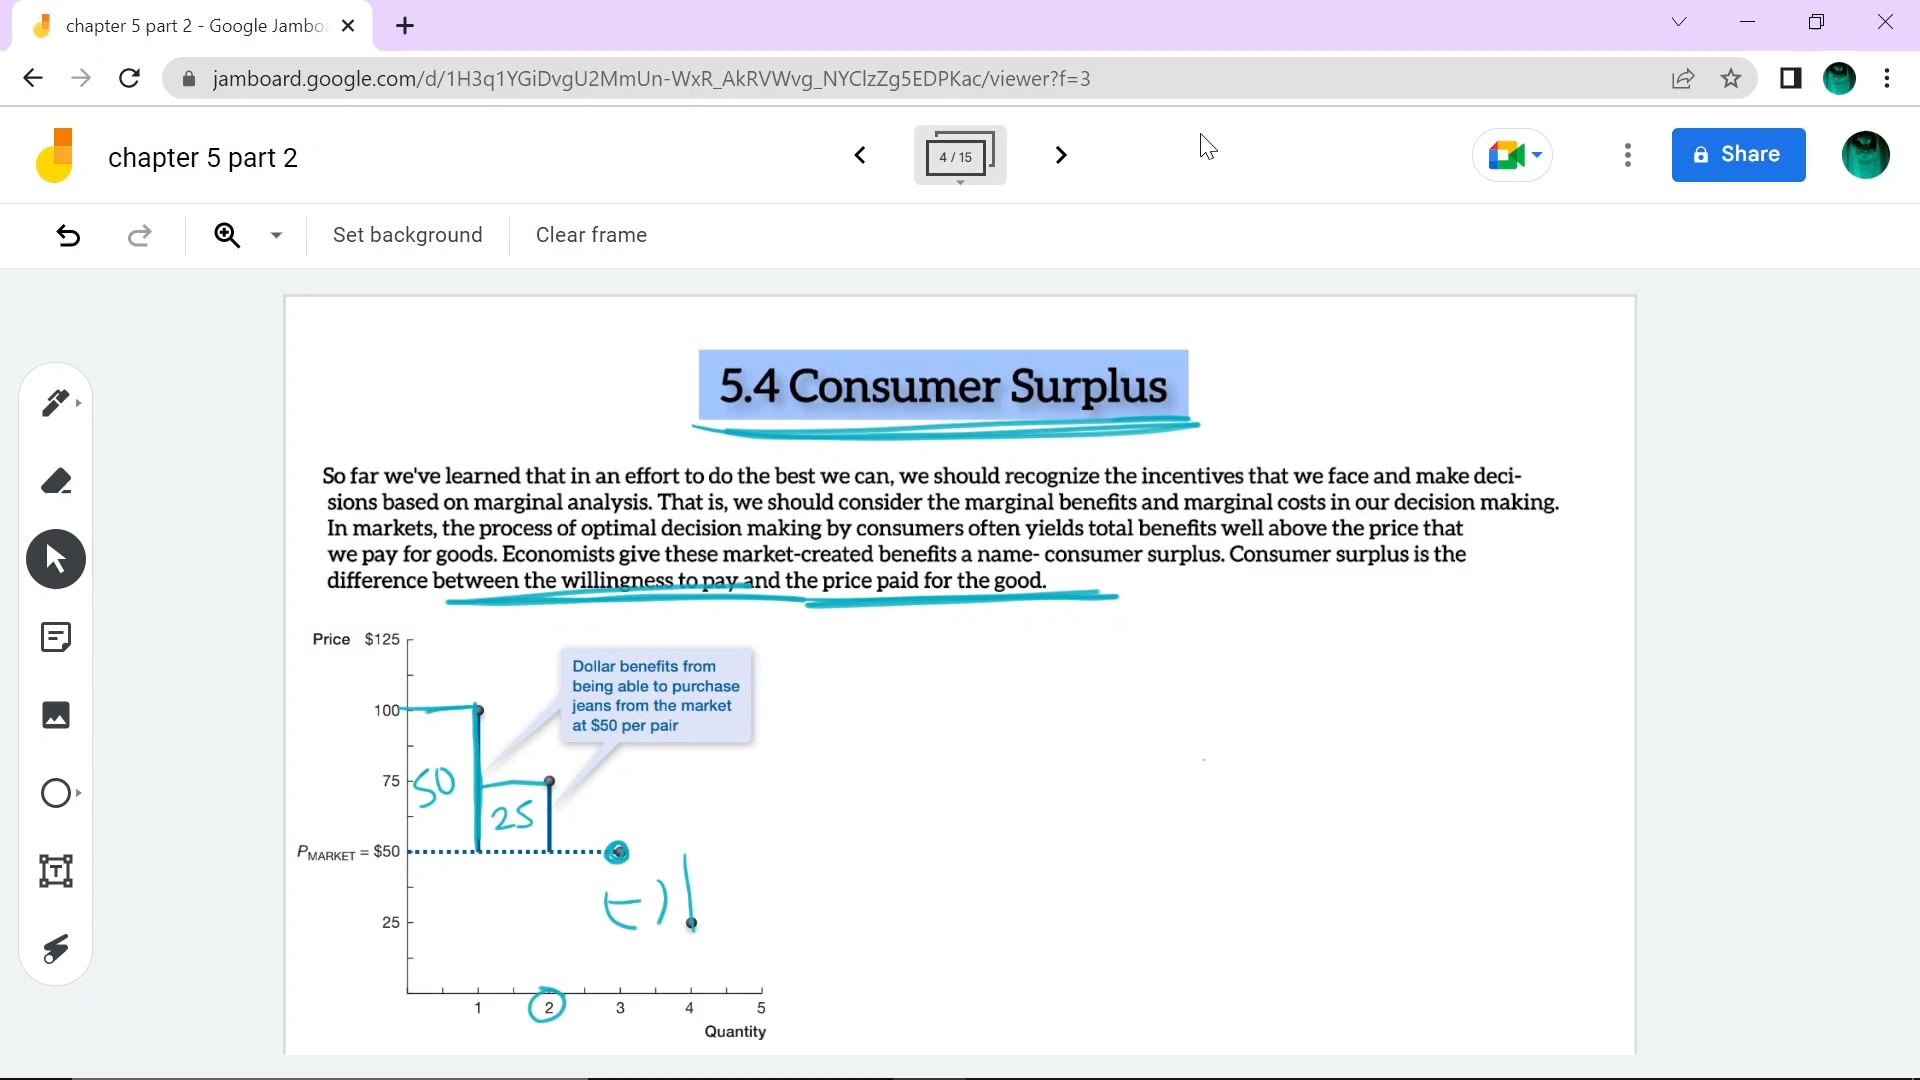 chapter 5 part 2 - Google Jambo
jamboard.google.com/d/1H3q1YGiDvgU2MmUn-WxR_AkRVWvg_NYClzZg5EDPKac/viewer?f=3
chapter 5 part 2
4 / 15
Share
Set background
Clear frame
5.4 Consumer Surplus
So far we've learned that in an effort to do the best we can, we should recognize the incentives that we face and make deci-
sions based on marginal analysis. That is, we should consider the marginal benefits and marginal costs in our decision making.
In markets, the process of optimal decision making by consumers often yields total benefits well above the price that
we pay for goods. Economists give these market-created benefits a name- consumer surplus. Consumer surplus is the
difference between the willingness to pay and the price paid for the good.
Price $125
Dollar benefits from
being able to purchase
jeans from the market
at $50 per pair
100
75
50
25
PMARKET = $50
25
1 2 3 4 5
Quantity